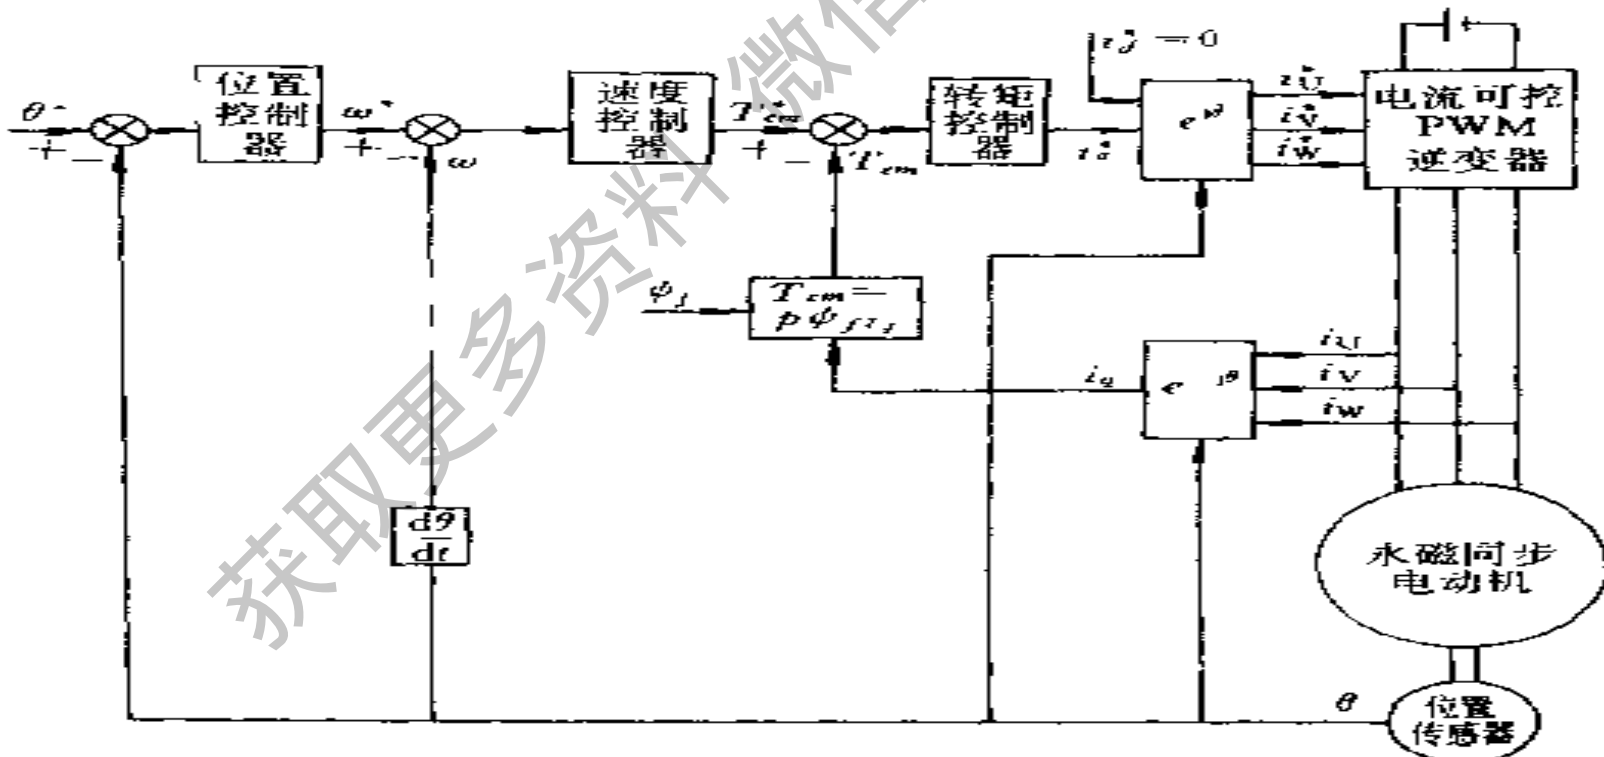 i*d = 0
位置
控制
器
速度
控制
器
转矩
控制
器
电流可控
PWM
逆变器
θ*
+ −
ω*
+ −
ω
T*em
+ −
Tem
i*U
i*V
i*W
ψf
Tem=
iU
iV
iW
iq
dθ
dt
永磁同步
电动机
θ
位置
传感器
获取更多资料 微信